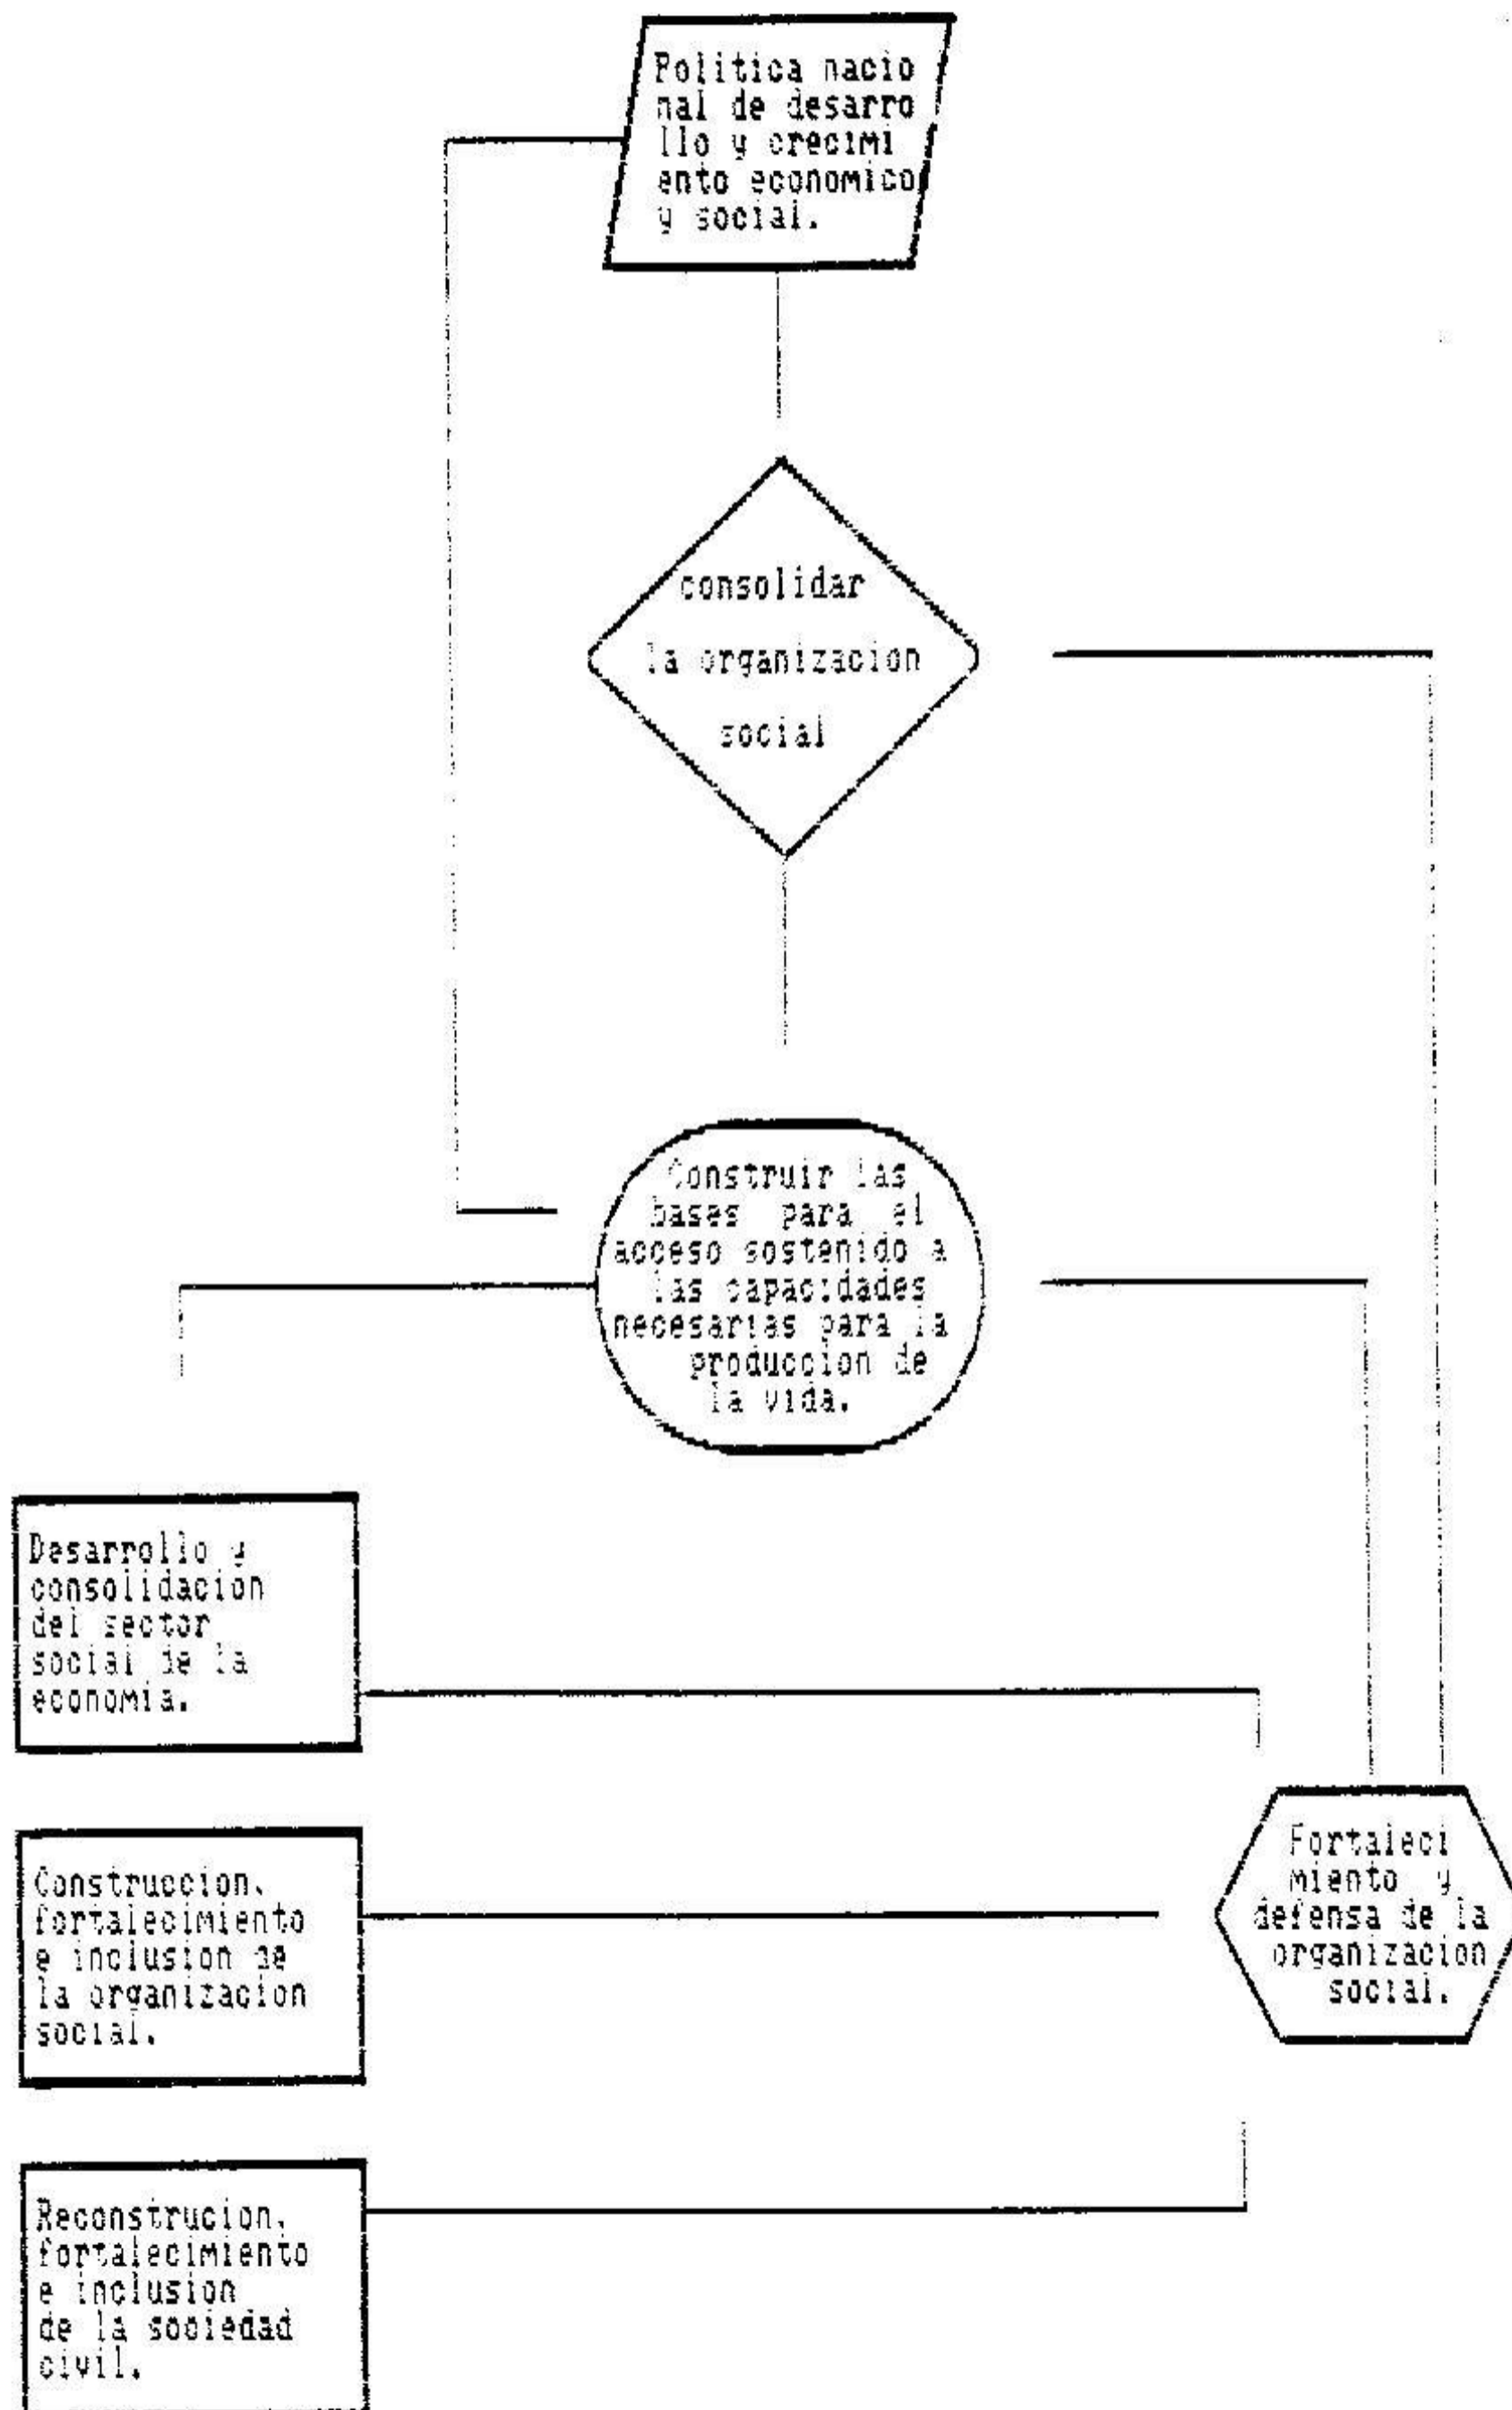 Politica nacio
nal de desarro
llo y crecimi
ento economico
y social.
consolidar
la organizacion
social
Construir las
bases para el
acceso sostenido a
las capacidades
necesarias para la
produccion de
la vida.
Desarrollo y
consolidacion
del sector
social de la
economia.
Construccion,
fortalecimiento
e inclusion de
la organizacion
social.
Fortaleci
miento y
defensa de la
organizacion
social.
Reconstrucion,
fortalecimiento
e inclusion
de la sociedad
civil.